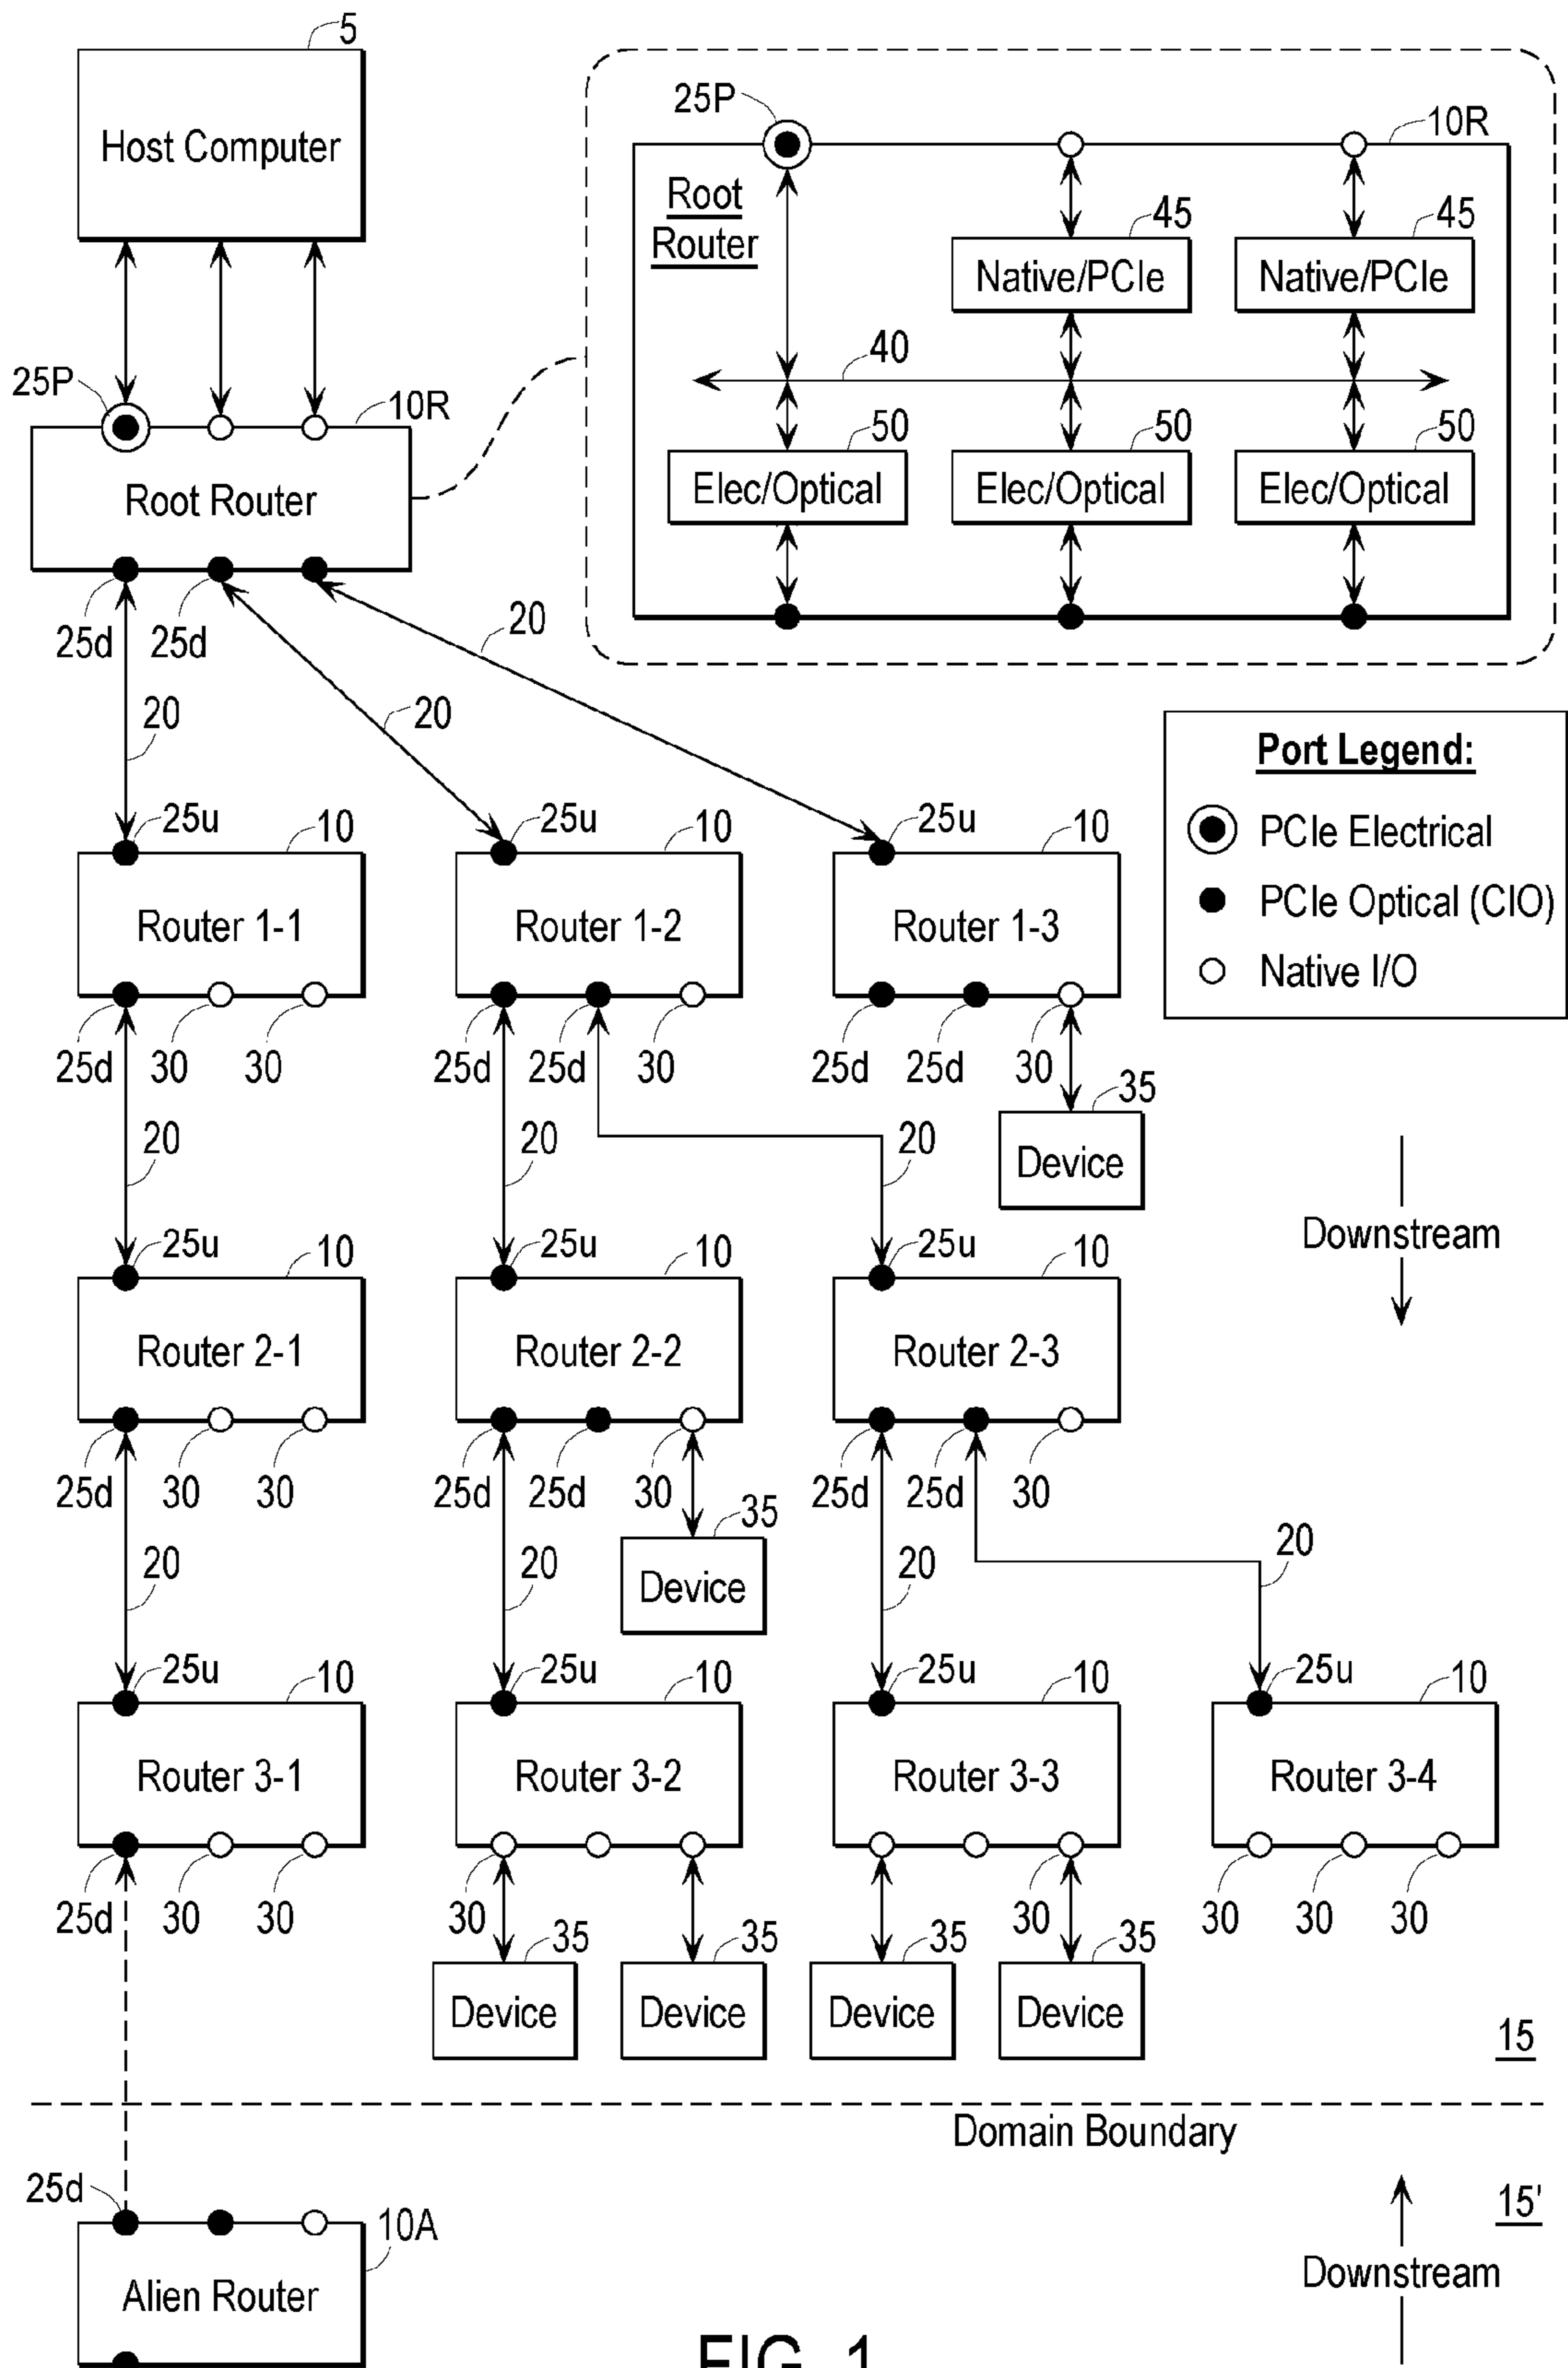 5
Host Computer
25P
10R
Root Router
25P
10R
Root
Router
45
45
Native/PCIe
Native/PCIe
40
50
50
50
Elec/Optical
Elec/Optical
Elec/Optical
25d
25d
20
20
20
Port Legend:
PCIe Electrical
PCIe Optical (CIO)
Native I/O
25u
10
25u
10
25u
10
Router 1-1
Router 1-2
Router 1-3
25d
30
30
25d
25d
30
25d
25d
30
35
Device
20
20
20
Downstream
25u
10
25u
10
25u
10
Router 2-1
Router 2-2
Router 2-3
25d
30
30
25d
25d
30
25d
25d
30
35
Device
20
20
20
20
25u
10
25u
10
25u
10
25u
10
Router 3-1
Router 3-2
Router 3-3
Router 3-4
25d
30
30
30
30
30
30
30
35
35
35
35
Device
Device
Device
Device
15
Domain Boundary
25d
10A
15'
Alien Router
Downstream
FIG. 1